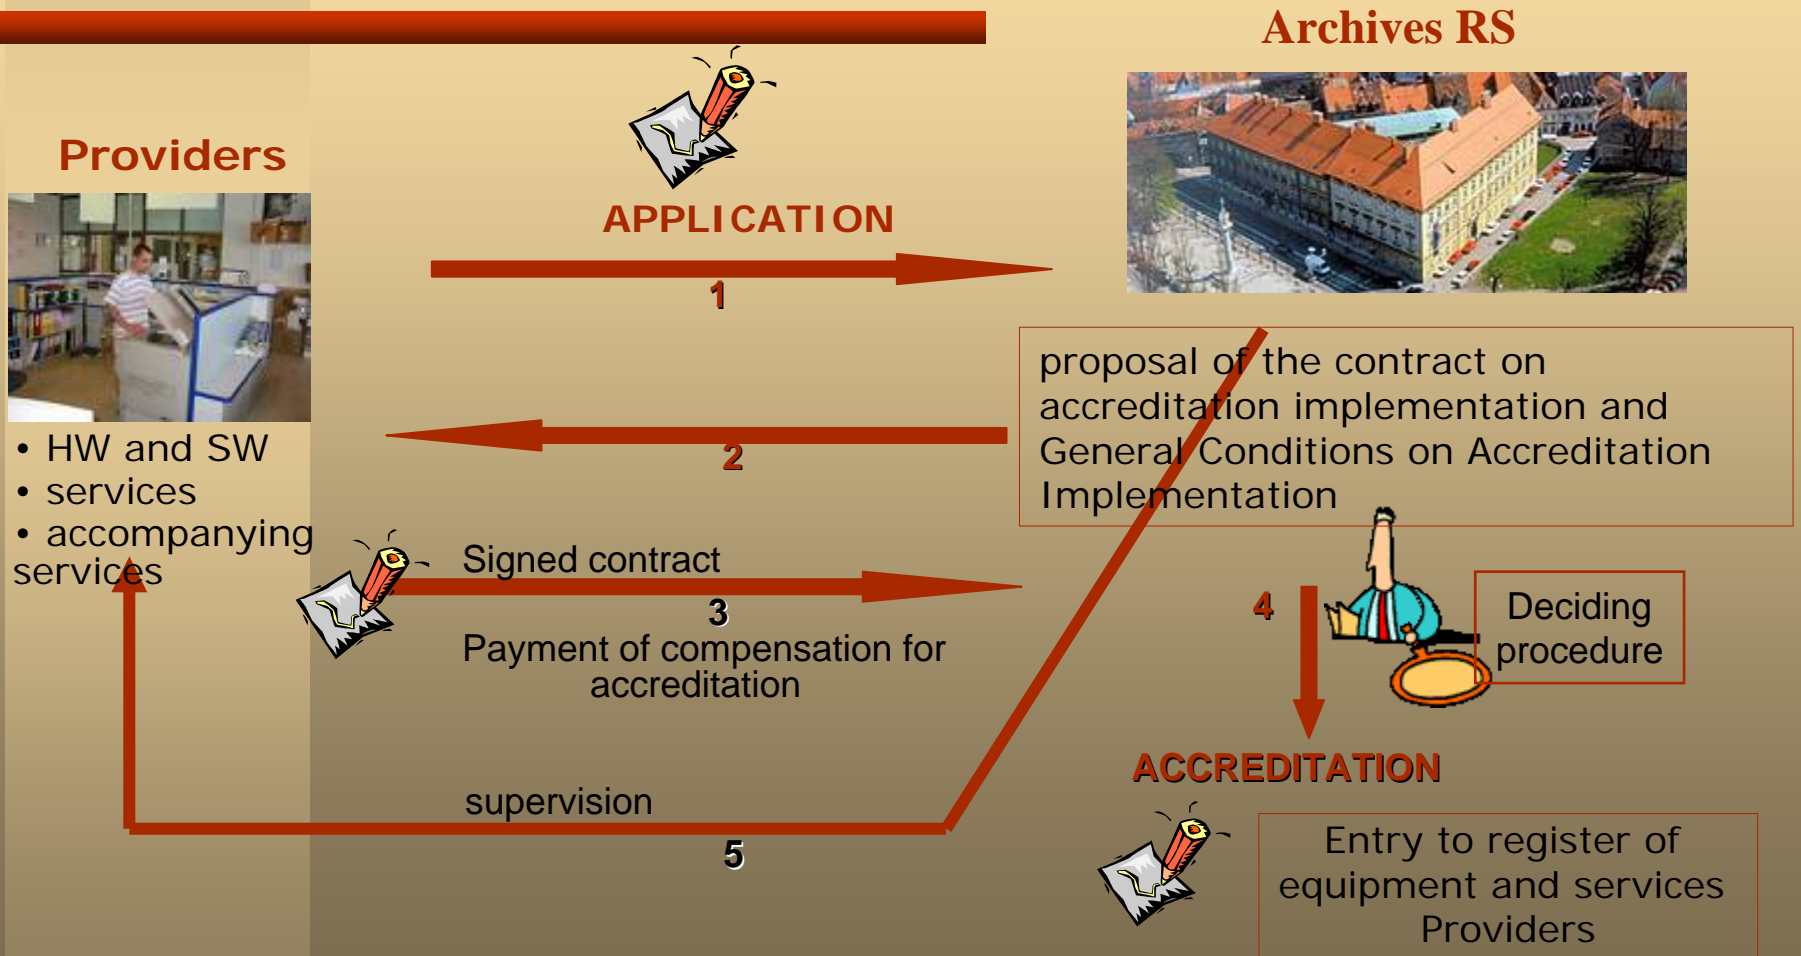 Archives RS
Providers
APPLICATION
1
proposal of the contract on
accreditation implementation and
General Conditions on Accreditation
Implementation
2
• HW and SW
• services
• accompanying
services
Signed contract
3
Payment of compensation for
accreditation
4
Deciding
procedure
ACCREDITATION
supervision
5
Entry to register of
equipment and services
Providers